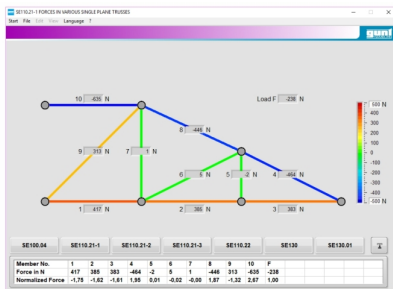 SE110.21-1 FORCES IN VARIOUS SINGLE PLANE TRUSSES
Start File Edit View Language ?
gunt
10 -635 N
Load F -238 N
8 -446 N
9 313 N
7 1 N
6 5 N
5 -2 N
4 -464 N
1 417 N
2 385 N
3 383 N
500 N
400
300
200
100
0
-100
-200
-300
-400
-500 N
SE100.04 SE110.21-1 SE110.21-2 SE110.21-3 SE110.22 SE130 SE130.01
Member No. 1 2 3 4 5 6 7 8 9 10 F
Force in N 417 385 383 -464 -2 5 1 -446 313 -635 -238
Normalized Force -1,75 -1,62 -1,61 1,95 0,01 -0,02 -0,00 1,87 -1,32 2,67 1,00